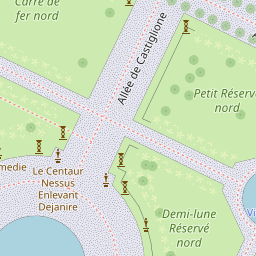 Carré de
fer nord
Allée de Castiglione
Petit Réservé
nord
medie
Le Centaur
Nessus
Enlevant
Dejanire
Demi-lune
Réservé
nord